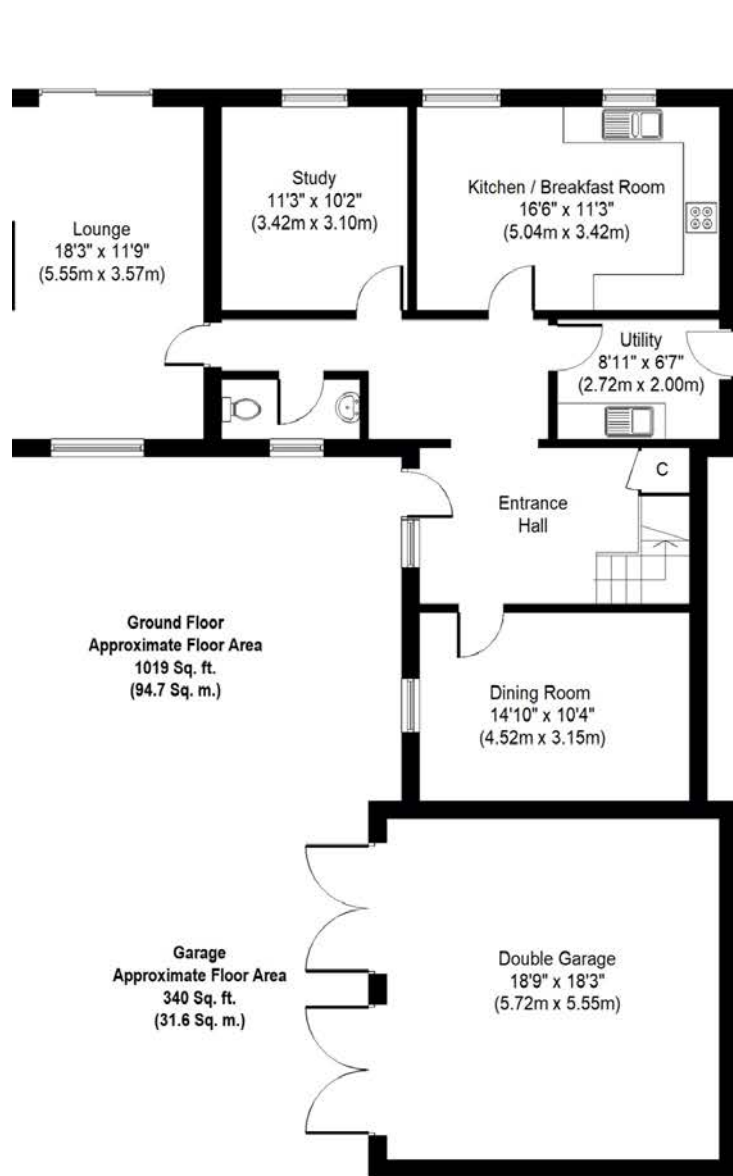 Study
11'3" x 10'2"
(3.42m x 3.10m)
Kitchen / Breakfast Room
16'6" x 11'3"
(5.04m x 3.42m)
Lounge
18'3" x 11'9"
(5.55m x 3.57m)
Utility
8'11" x 6'7"
(2.72m x 2.00m)
C
Entrance
Hall
Ground Floor
Approximate Floor Area
1019 Sq. ft.
(94.7 Sq. m.)
Dining Room
14'10" x 10'4"
(4.52m x 3.15m)
Garage
Approximate Floor Area
340 Sq. ft.
(31.6 Sq. m.)
Double Garage
18'9" x 18'3"
(5.72m x 5.55m)